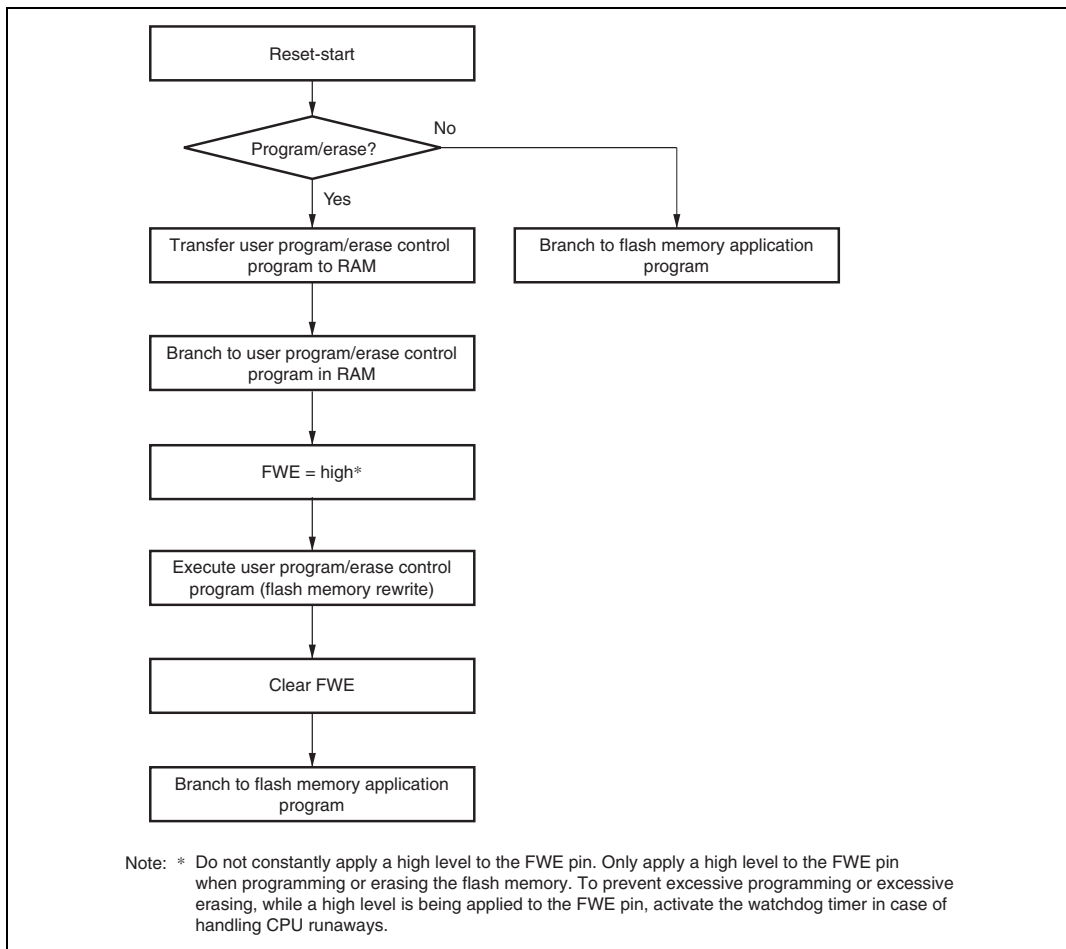 Reset-start
Program/erase?
No
Yes
Transfer user program/erase control
program to RAM
Branch to flash memory application
program
Branch to user program/erase control
program in RAM
FWE = high*
Execute user program/erase control
program (flash memory rewrite)
Clear FWE
Branch to flash memory application
program
Note: * Do not constantly apply a high level to the FWE pin. Only apply a high level to the FWE pin
when programming or erasing the flash memory. To prevent excessive programming or excessive
erasing, while a high level is being applied to the FWE pin, activate the watchdog timer in case of
handling CPU runaways.